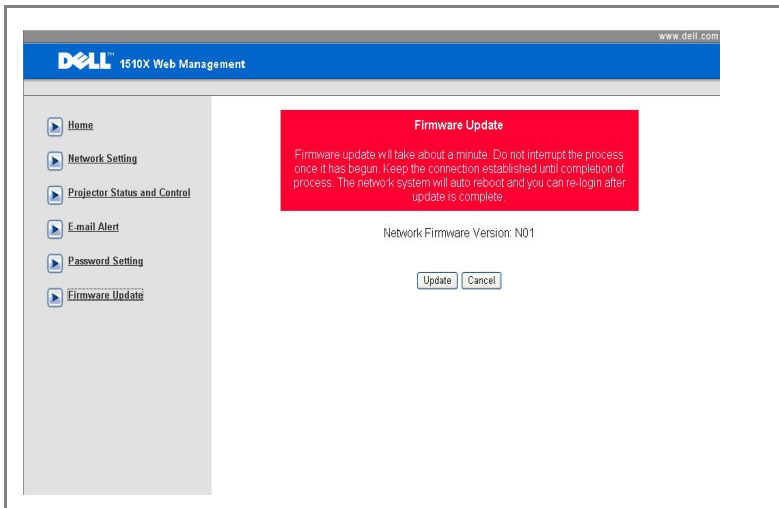 www.dell.com
DELL™ 1510X Web Management
Home
Network Setting
Projector Status and Control
E-mail Alert
Password Setting
Firmware Update
Firmware Update
Firmware update will take about a minute. Do not interrupt the process
once it has begun. Keep the connection established until completion of
process. The network system will auto reboot and you can re-login after
update is complete.
Network Firmware Version: N01
Update Cancel